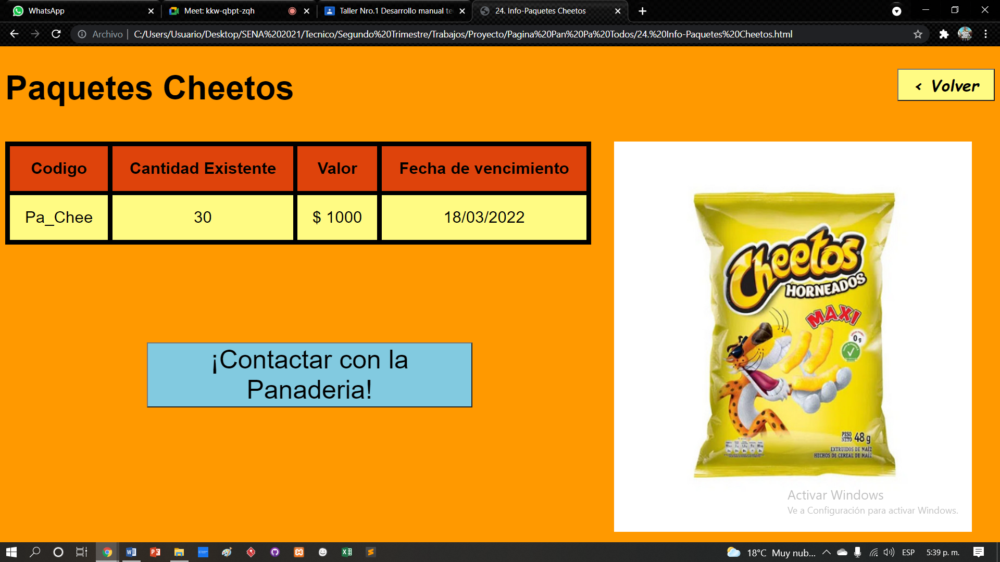 WhatsApp
Meet: kkw-qbpt-zqh
Taller Nro.1 Desarrollo manual te
24. Info-Paquetes Cheetos
Archivo | C:/Users/Usuario/Desktop/SENA%202021/Tecnico/Segundo%20Trimestre/Trabajos/Proyecto/Pagina%20Pan%20Pa%20Todos/24.%20Info-Paquetes%20Cheetos.html
Paquetes Cheetos
< Volver
Codigo Cantidad Existente Valor Fecha de vencimiento
Pa_Chee 30 $ 1000 18/03/2022
¡Contactar con la
Panaderia!
Cheetos
HORNEADOS
MAXI
0g
PESO NETO 48 g
EXTRUIDOS DE MAÍZ
HECHOS DE CEREAL DE MAÍZ
Activar Windows
Ve a Configuración para activar Windows.
18°C Muy nub... ESP 5:39 p. m.